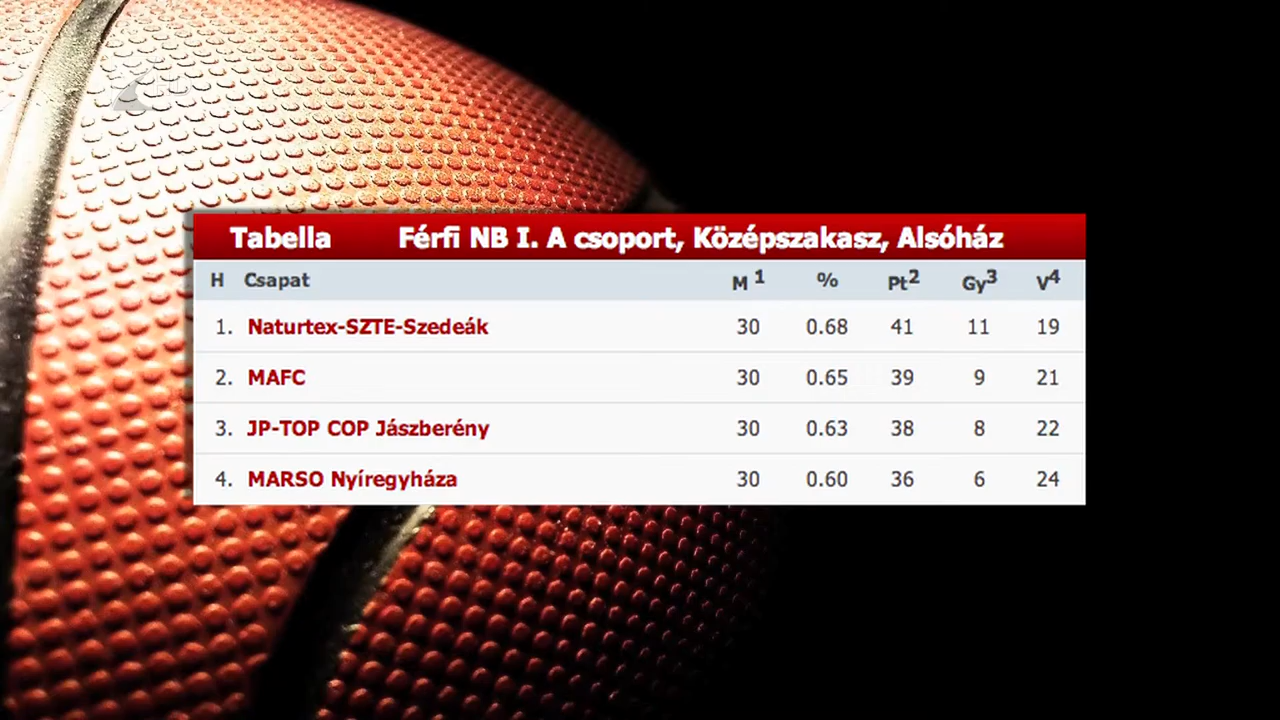 HD
Tabella Férfi NB I. A csoport, Középszakasz, Alsóház
H Csapat M 1 % Pt2 Gy3 V4
1. Naturtex-SZTE-Szedeák 30 0.68 41 11 19
2. MAFC 30 0.65 39 9 21
3. JP-TOP COP Jászberény 30 0.63 38 8 22
4. MARSO Nyíregyháza 30 0.60 36 6 24